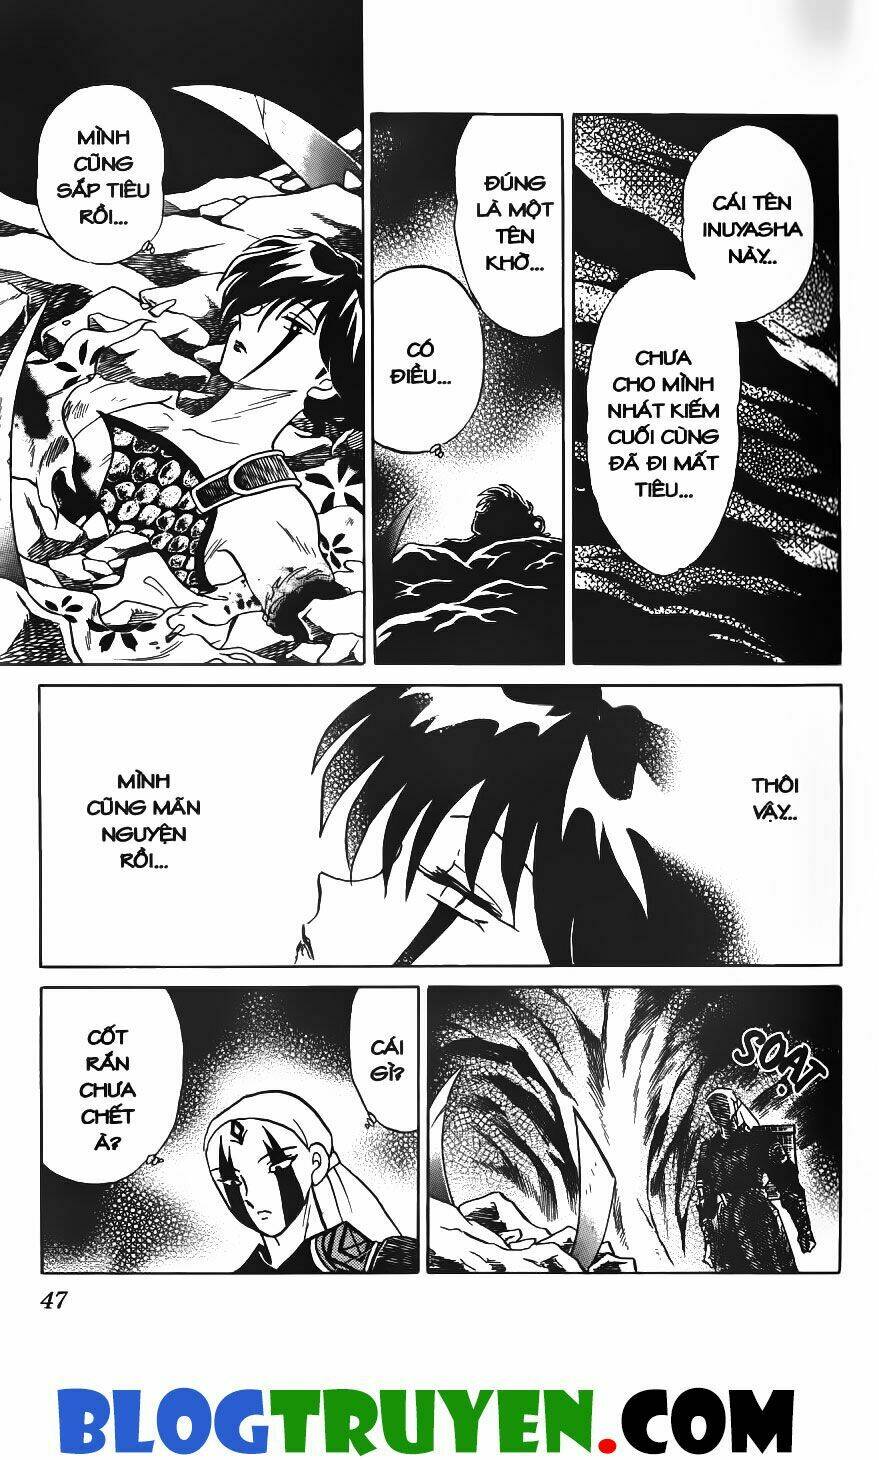 CÁI TÊN
INUYASHA
NÀY...
CHƯA
CHO MÌNH
NHÁT KIẾM
CUỐI CÙNG
ĐÃ ĐI MẤT
TIÊU...
ĐÚNG
LÀ MỘT
TÊN
KHỜ...
CÓ
ĐIỀU...
MÌNH
CŨNG
SẮP TIÊU
RỒI...
THÔI
VẬY...
MÌNH
CŨNG MÃN
NGUYỆN
RỒI...
SOẠT
CÁI
GÌ?
CỐT
RẮN
CHƯA
CHẾT
À?
47
BLOGTRUYEN.COM